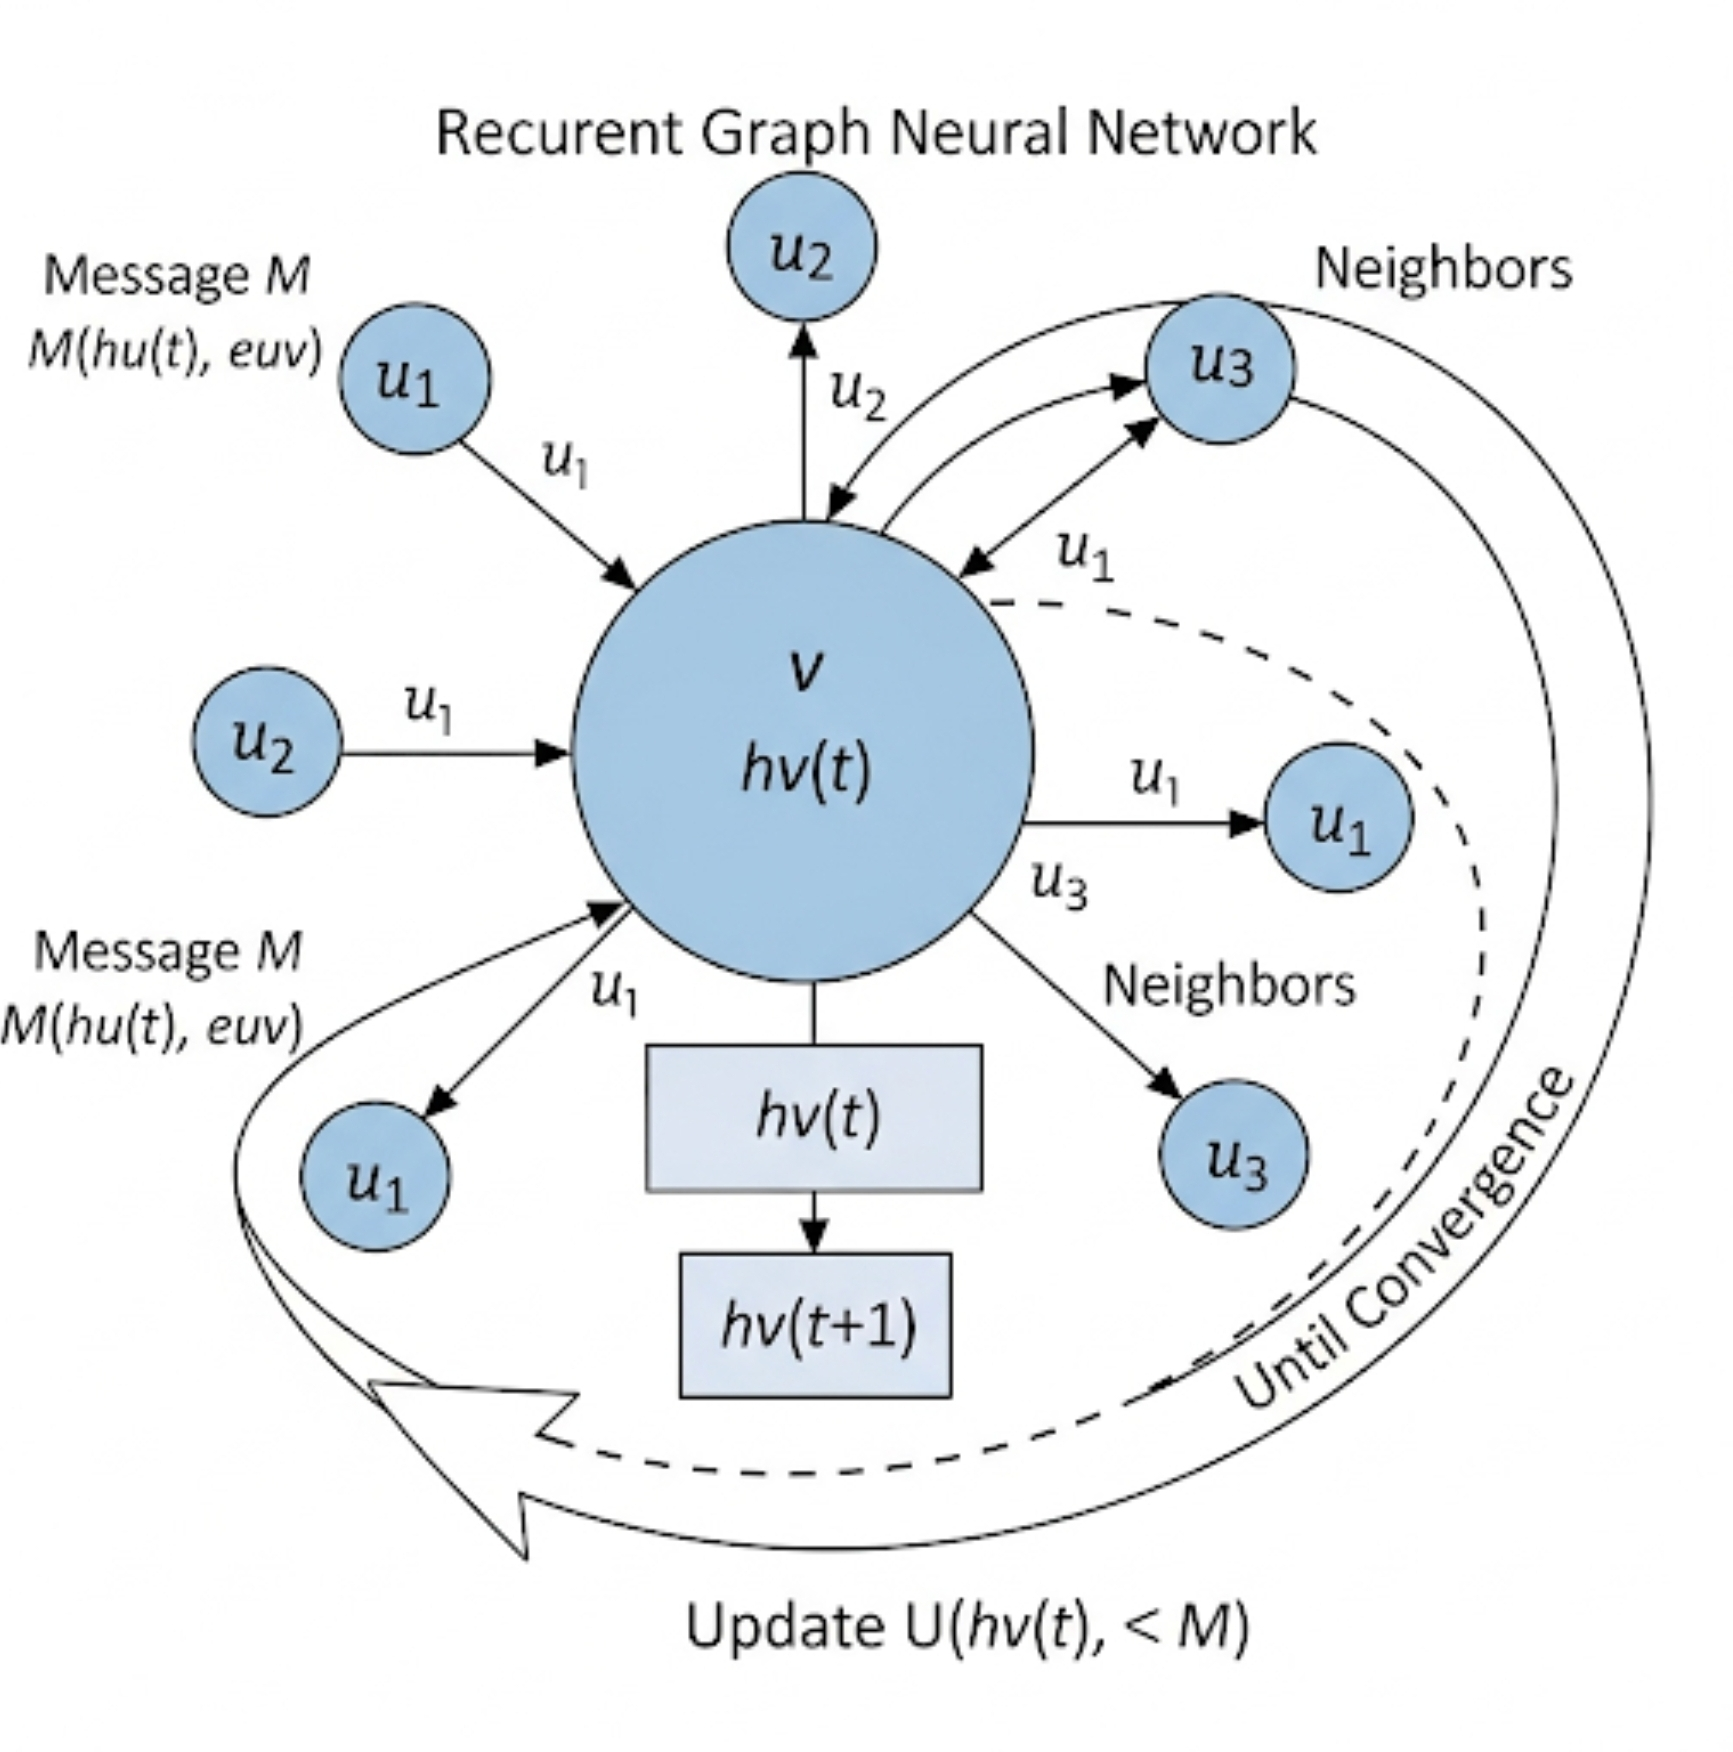 Recurent Graph Neural Network
u2
Neighbors
Message M
M(hu(t), euv)
u1
u3
u2
u1
u1
v
hv(t)
u2
u1
u1
u1
u3
Message M
M(hu(t), euv)
u1
Neighbors
hv(t)
u1
u3
hv(t+1)
Until Convergence
Update U(hv(t), < M)